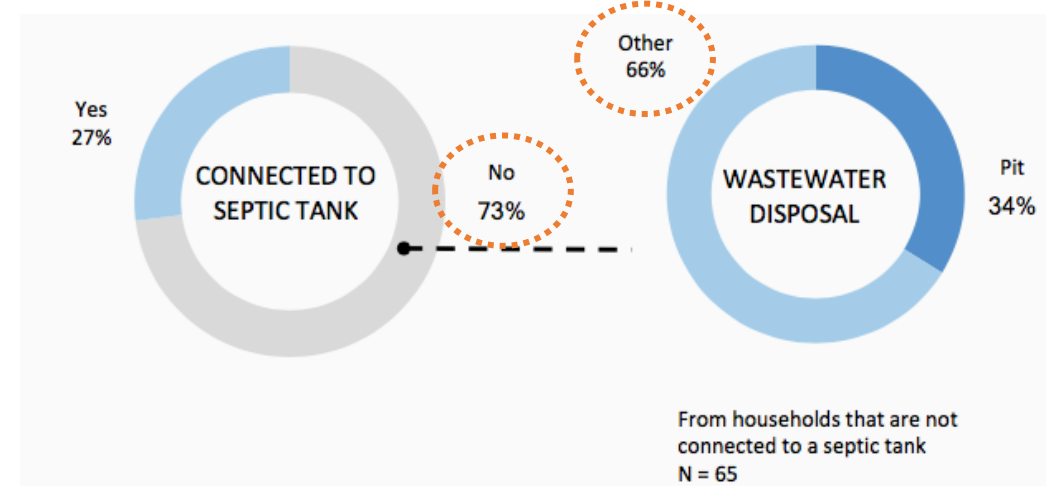 Yes
27%
CONNECTED TO
SEPTIC TANK
No
73%
Other
66%
WASTEWATER
DISPOSAL
Pit
34%
From households that are not
connected to a septic tank
N = 65